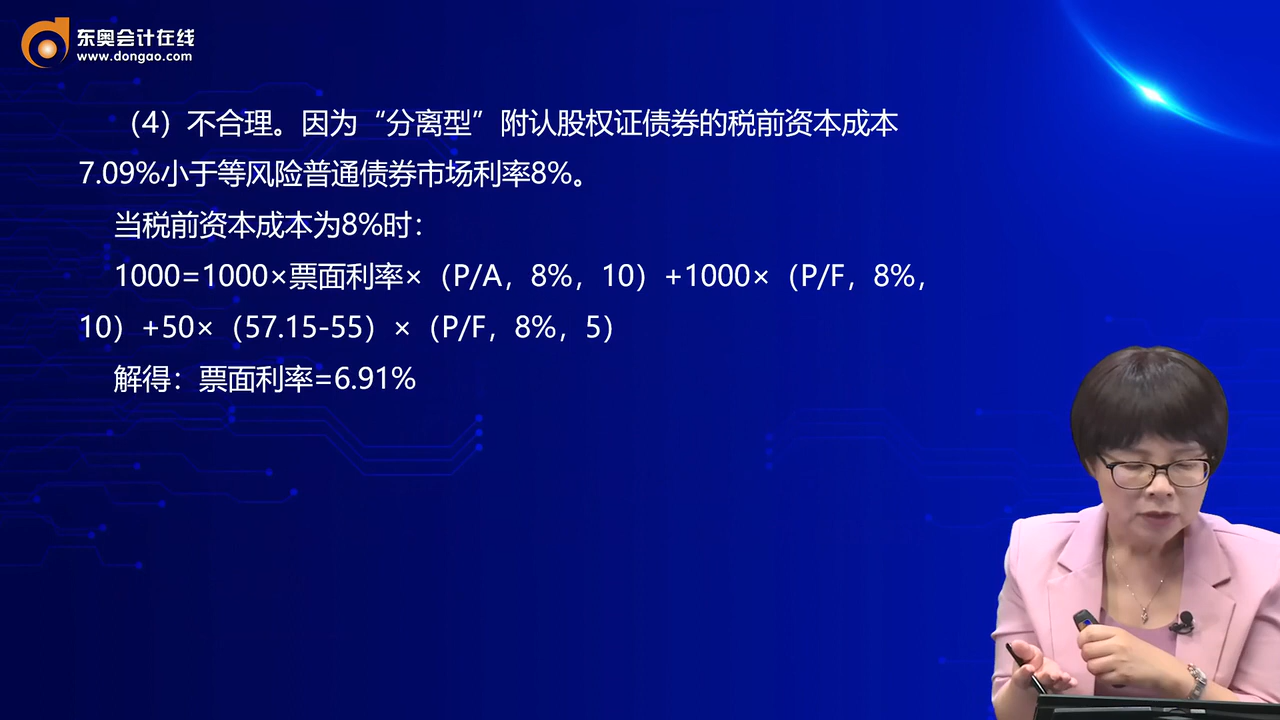 东奥会计在线
www.dongao.com
（4）不合理。因为“分离型”附认股权证债券的税前资本成本
7.09%小于等风险普通债券市场利率8%。
当税前资本成本为8%时：
1000=1000×票面利率×（P/A，8%，10）+1000×（P/F，8%，
10）+50×（57.15-55）×（P/F，8%，5）
解得：票面利率=6.91%